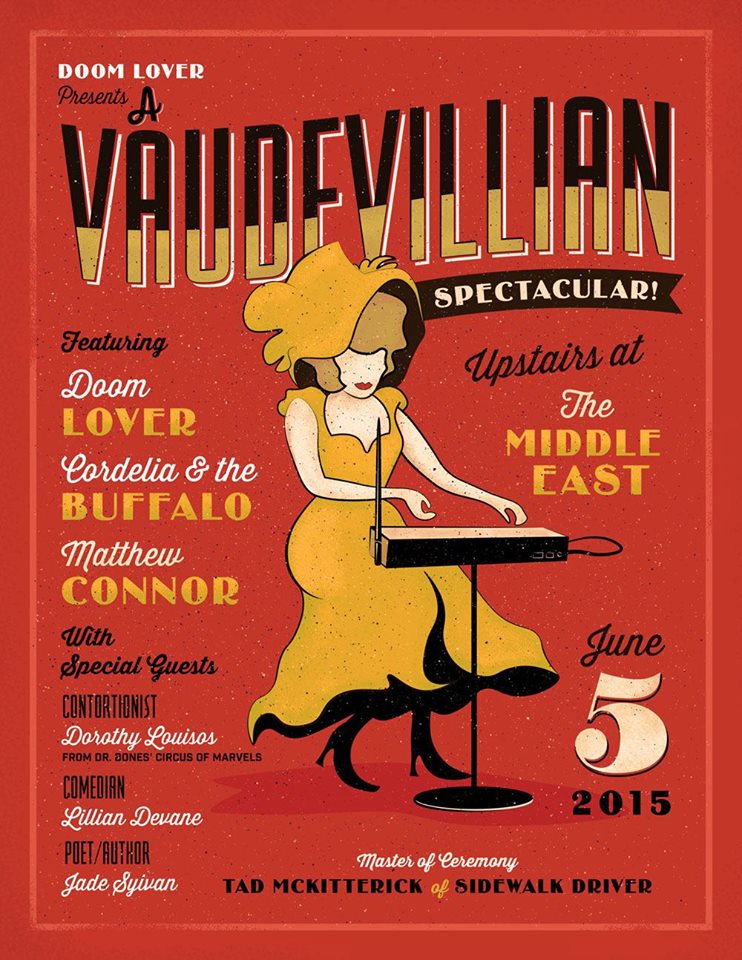 DOOM LOVER
Presents A
VAUDEVILLIAN
SPECTACULAR!
Featuring
Doom
LOVER
Cordelia & the
BUFFALO
Matthew
CONNOR
With
Special Guests
CONTORTIONIST
Dorothy Louisos
FROM DR. BONES' CIRCUS OF MARVELS
COMEDIAN
Lillian Devane
POET/AUTHOR
Jade Syivan
Upstairs at
The
MIDDLE
EAST
June
5
2015
Master of Ceremony
TAD MCKITTERICK of SIDEWALK DRIVER